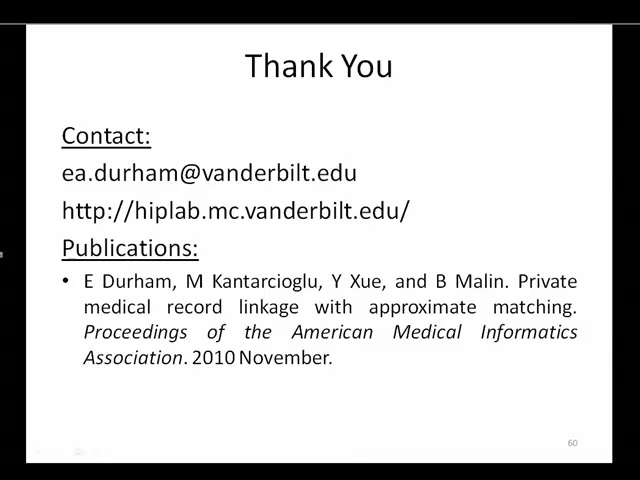 Thank You
Contact:
ea.durham@vanderbilt.edu
http://hiplab.mc.vanderbilt.edu/
Publications:
• E Durham, M Kantarcioglu, Y Xue, and B Malin. Private
medical record linkage with approximate matching.
Proceedings of the American Medical Informatics
Association. 2010 November.
60